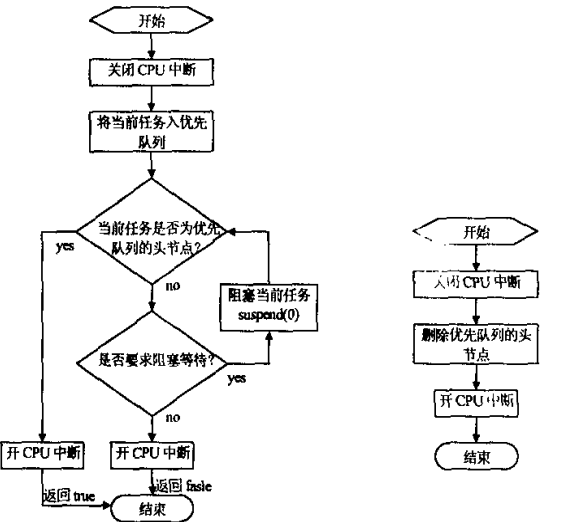 开始
关闭 CPU 中断
将当前任务入优先
队列
当前任务是否为优先
队列的头节点？
yes
no
阻塞当前任务
suspend(0)
是否要求阻塞等待？
yes
no
开 CPU 中断
开 CPU 中断
返回 true
返回 fasle
结束
开始
关闭 CPU 中断
删除优先队列的头
节点
开 CPU 中断
结束